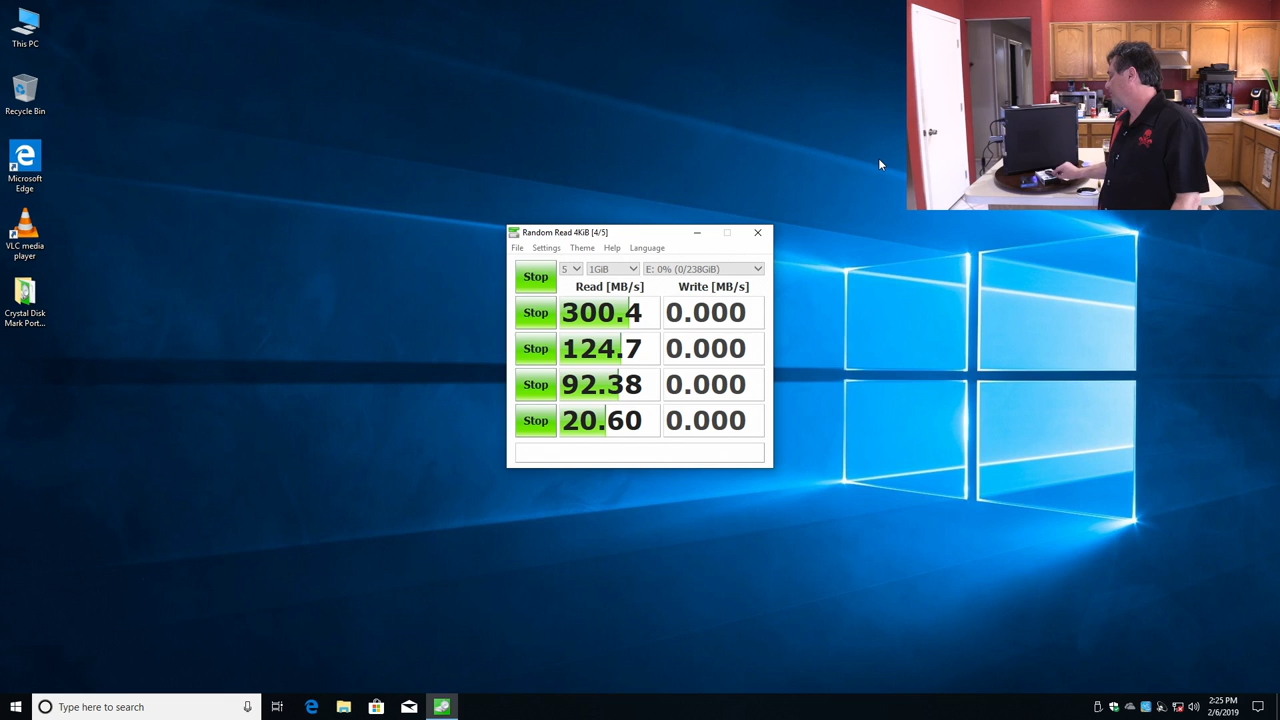 This PC
Recycle Bin
Microsoft
Edge
VLC media
player
Crystal Disk
Mark Port...
Random Read 4KiB [4/5]
File Settings Theme Help Language
Stop 5 1GiB E: 0% (0/238GiB)
Read [MB/s] Write [MB/s]
Stop 300.4 0.000
Stop 124.7 0.000
Stop 92.38 0.000
Stop 20.60 0.000
Type here to search
2:25 PM
2/6/2019